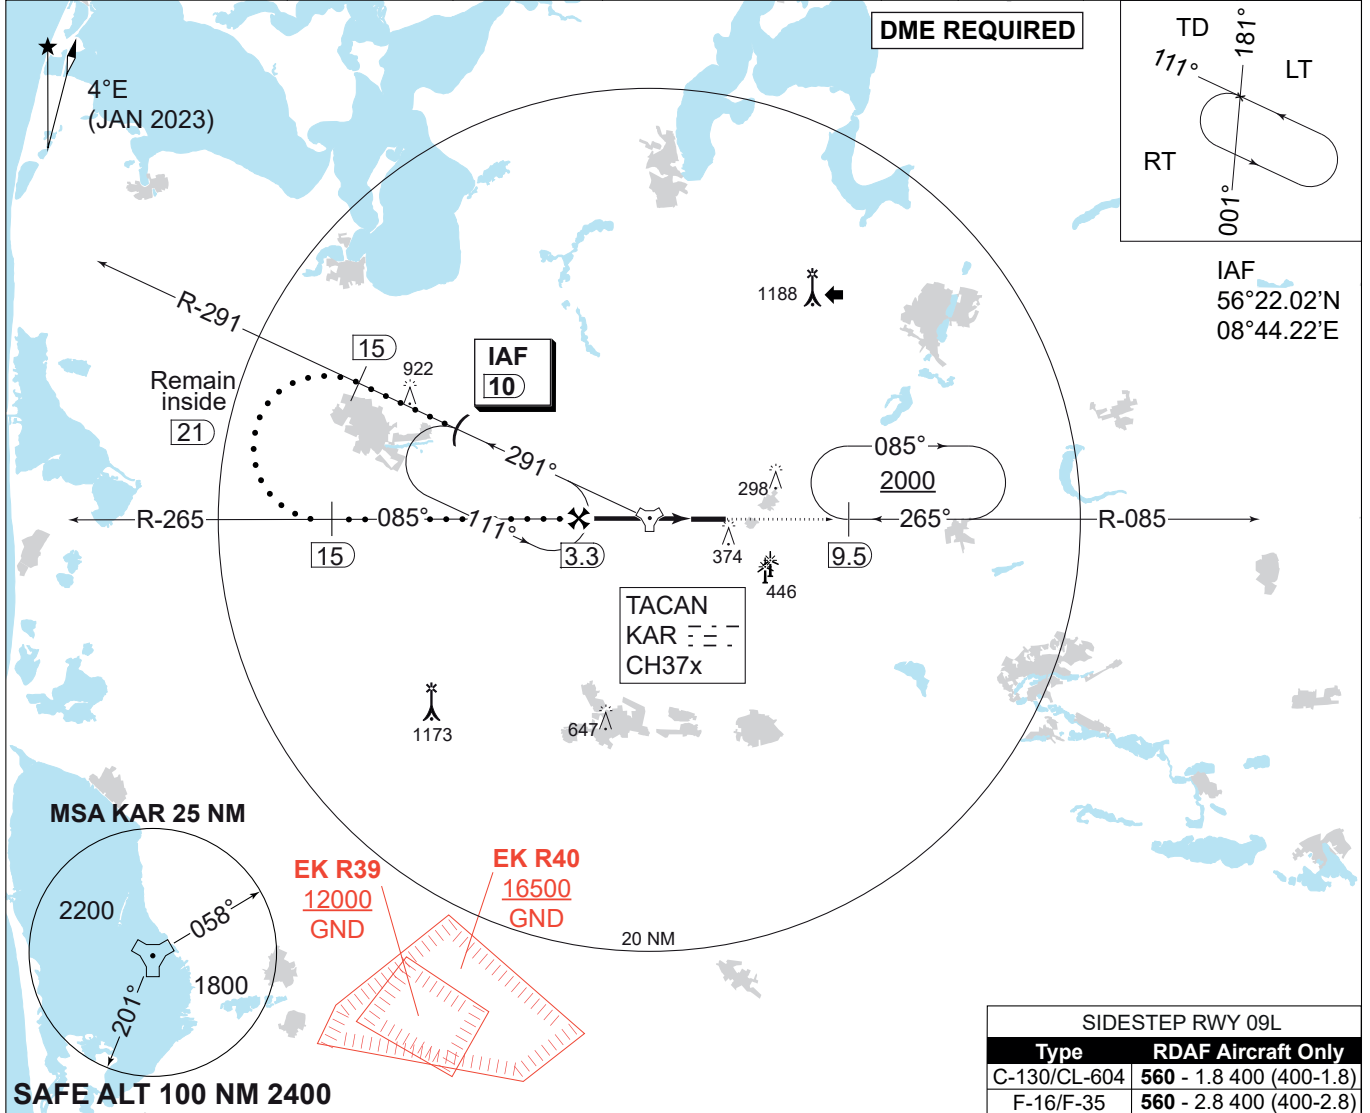 DME REQUIRED
TD
181°
111°
LT
RT
001°
4°E
(JAN 2023)
IAF
56°22.02'N
08°44.22'E
1188
R-291
15
922
IAF
10
Remain
inside
21
291°
085°
2000
298
R-265
085°
111°
265°
R-085
15
3.3
374
9.5
446
TACAN
KAR
CH37x
1173
647
MSA KAR 25 NM
2200
058°
1800
201°
EK R39
12000
GND
EK R40
16500
GND
20 NM
SAFE ALT 100 NM 2400
SIDESTEP RWY 09L
Type RDAF Aircraft Only
C-130/CL-604 560 - 1.8 400 (400-1.8)
F-16/F-35 560 - 2.8 400 (400-2.8)